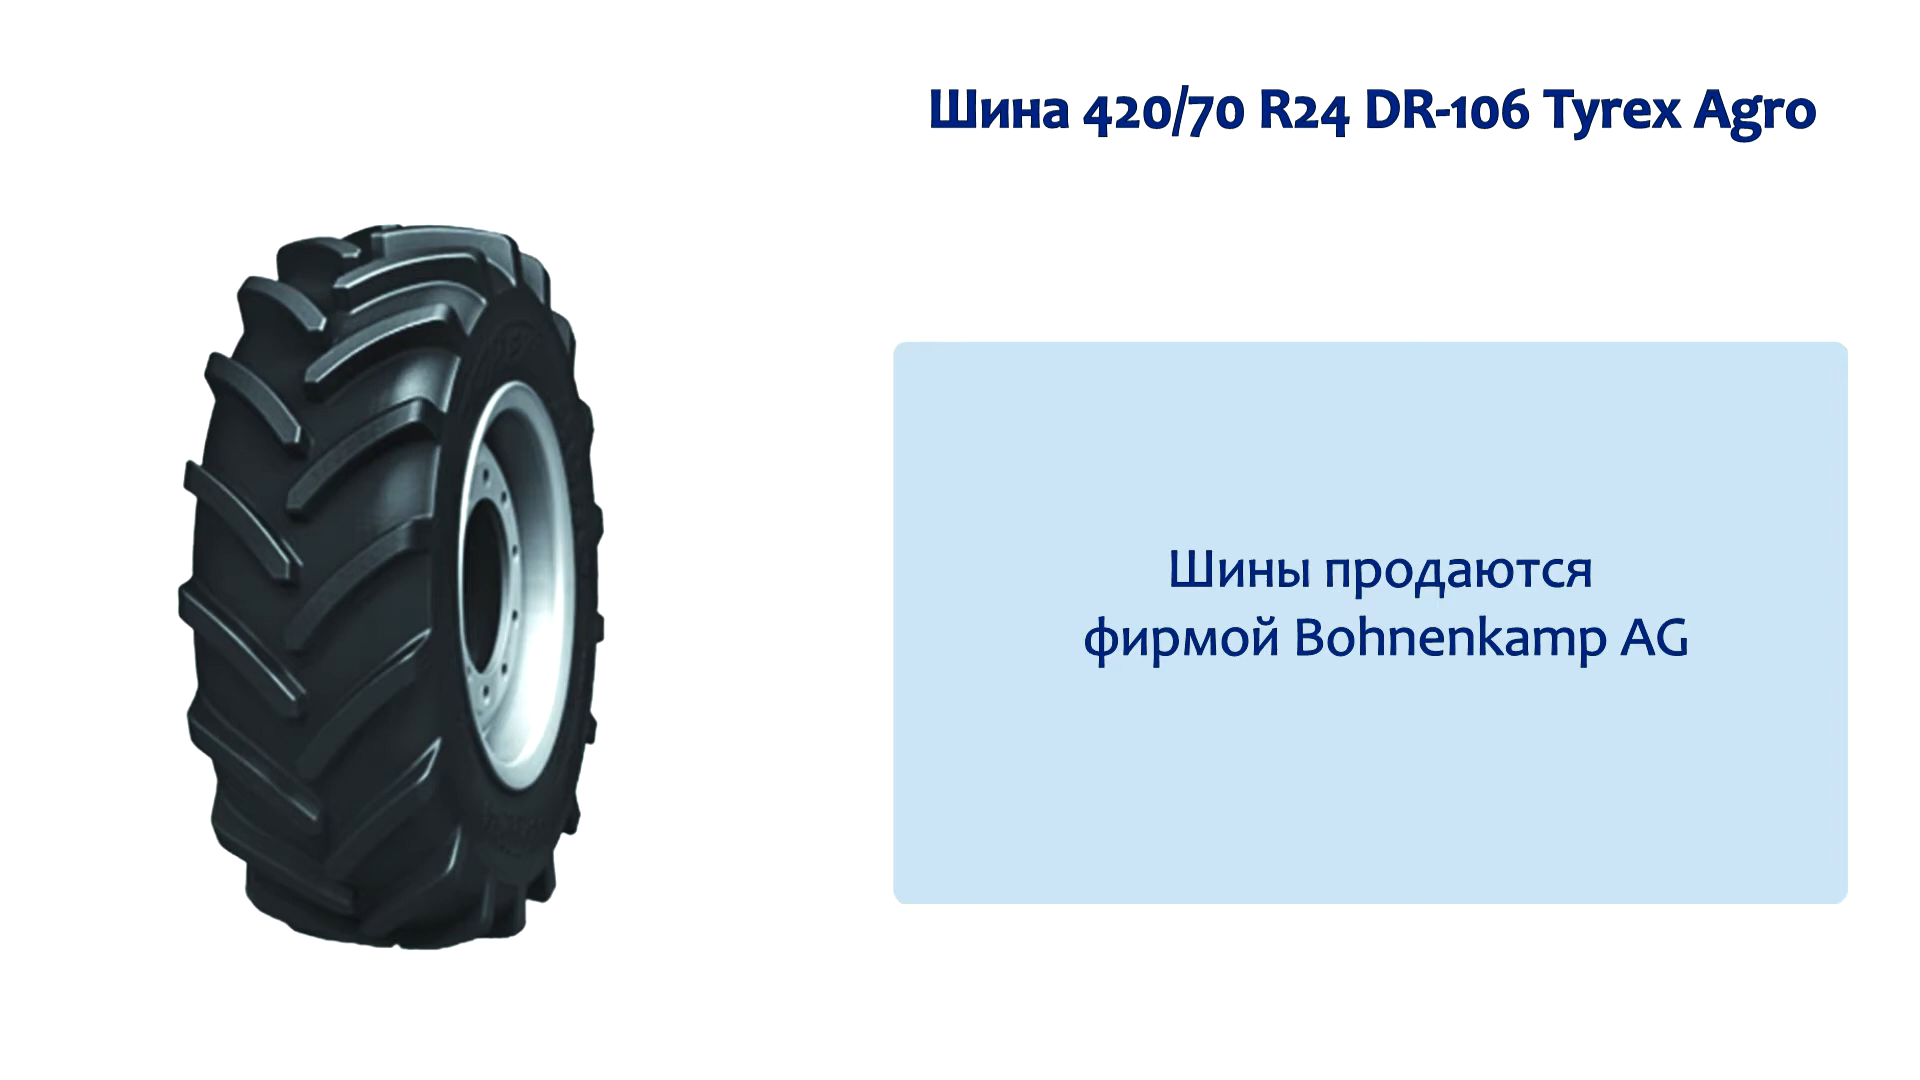 Шина 420/70 R24 DR-106 Tyrex Agro
Шины продаются
фирмой Bohnenkamp AG